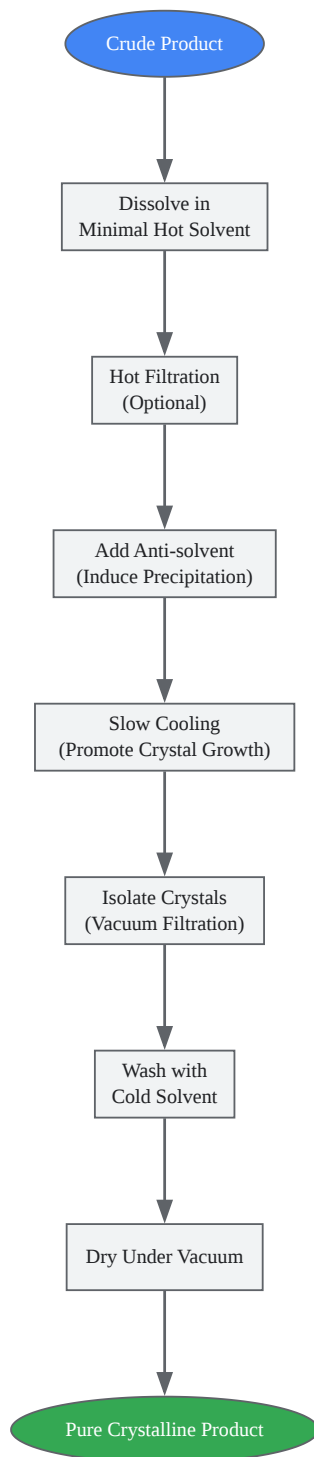 Crude Product
Dissolve in
Minimal Hot Solvent
Hot Filtration
(Optional)
Add Anti-solvent
(Induce Precipitation)
Slow Cooling
(Promote Crystal Growth)
Isolate Crystals
(Vacuum Filtration)
Wash with
Cold Solvent
Dry Under Vacuum
Pure Crystalline Product